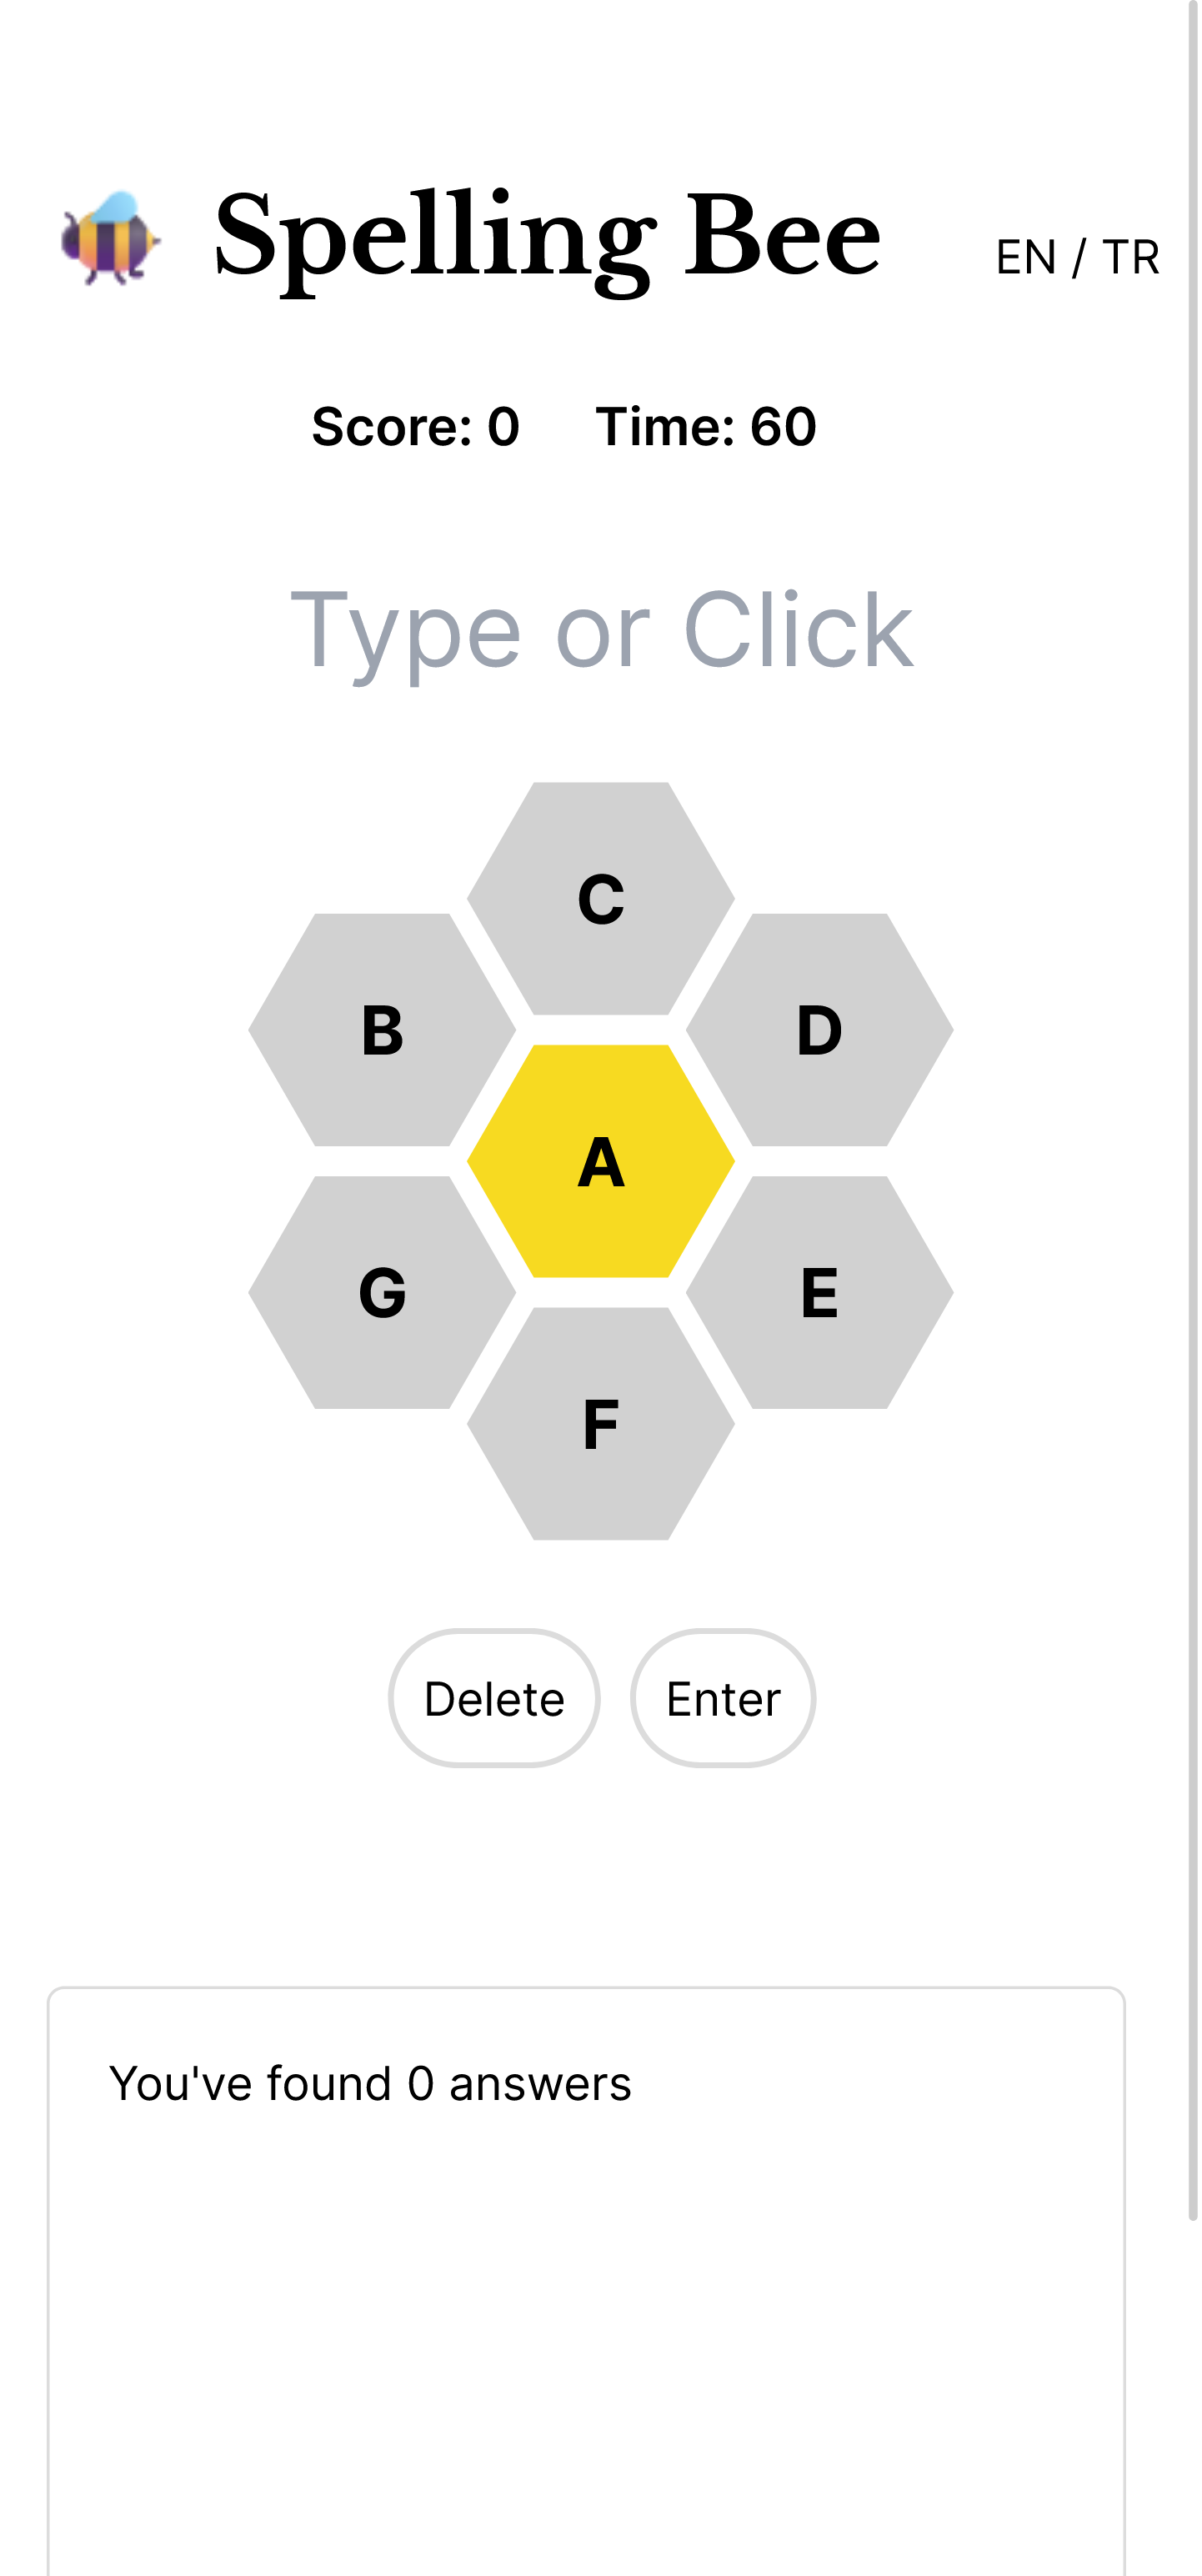 Spelling Bee
EN / TR
Score: 0 Time: 60
Type or Click
C
B
D
A
G
E
F
Delete
Enter
You've found 0 answers